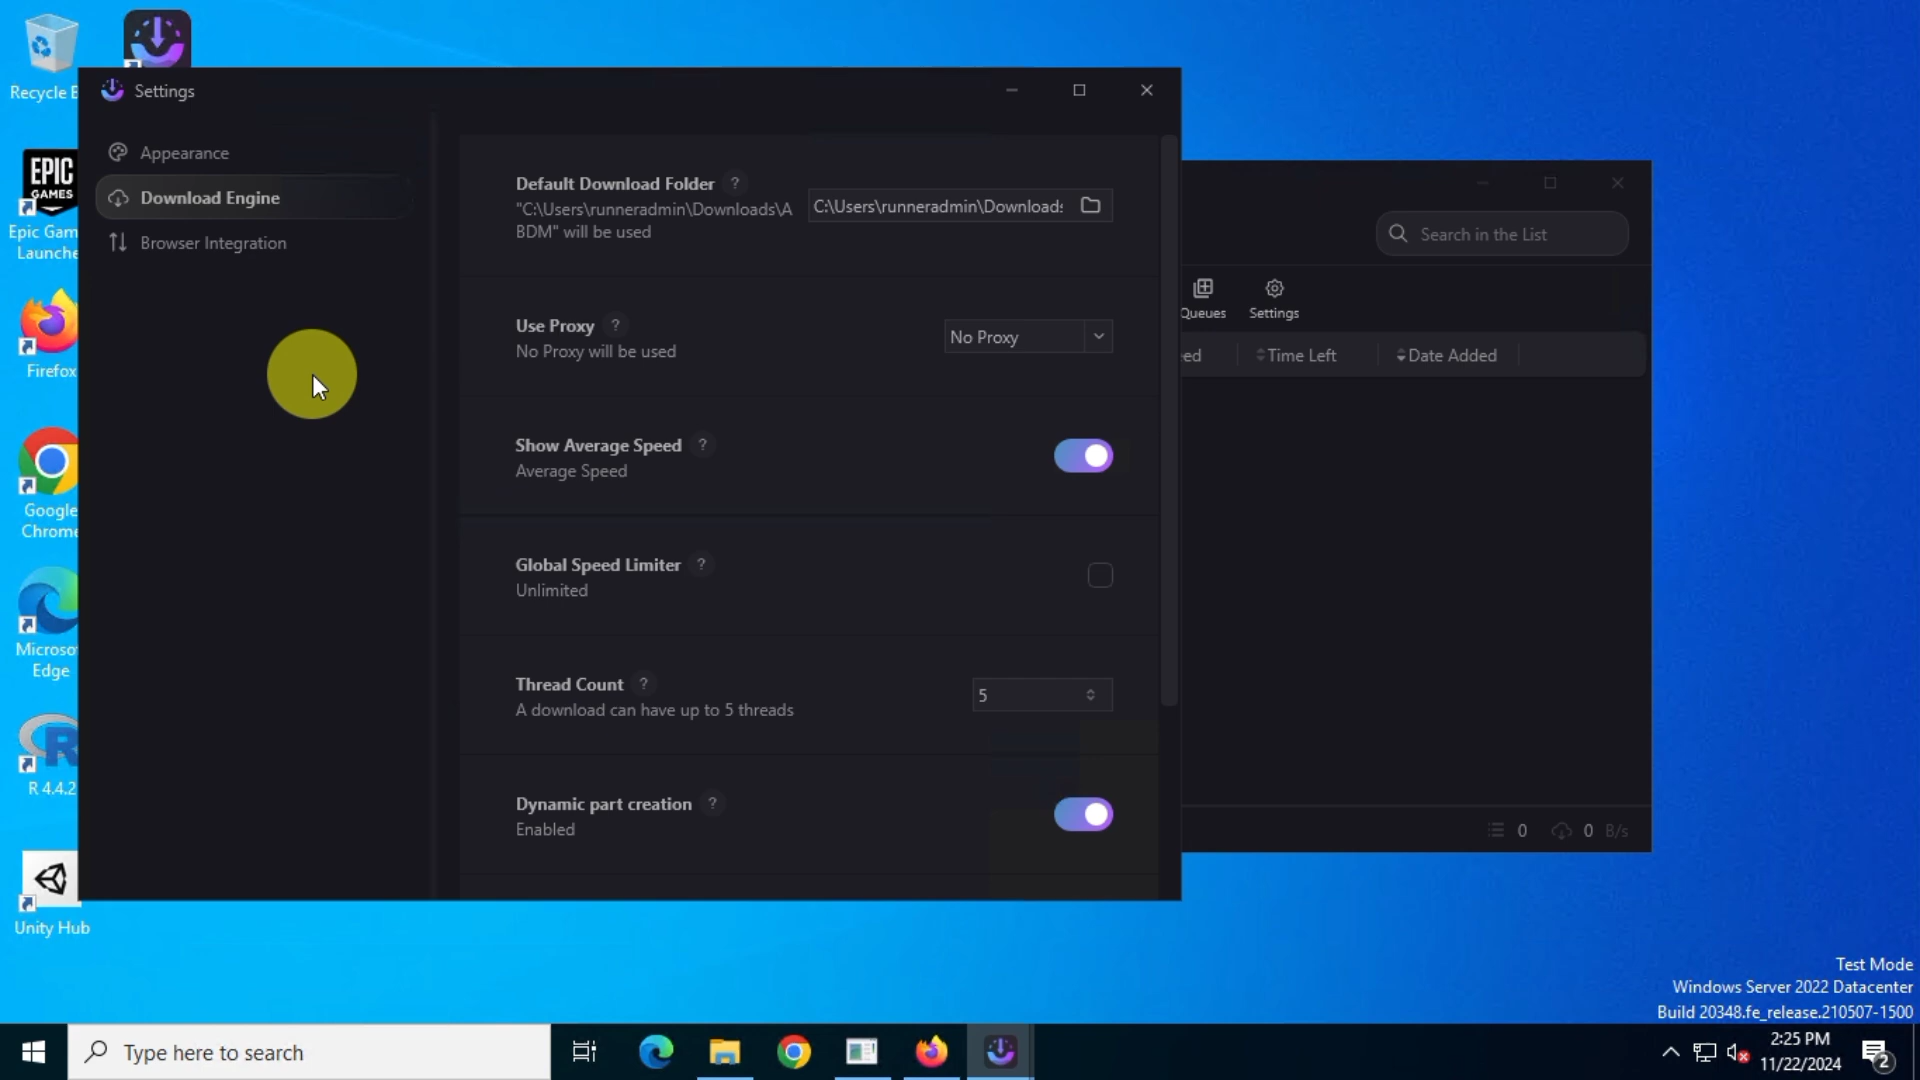 Settings
Appearance
Download Engine
Browser Integration
Default Download Folder ?
"C:\Users\runneradmin\Downloads\A
BDM" will be used
C:\Users\runneradmin\Downloads
Use Proxy ?
No Proxy will be used
No Proxy
Show Average Speed ?
Average Speed
Global Speed Limiter ?
Unlimited
Thread Count ?
A download can have up to 5 threads
5
Dynamic part creation ?
Enabled
Search in the List
Queues
Settings
eed
Time Left
Date Added
0
0 B/s
Recycle B
EPIC
GAMES
Epic Gam
Launche
Firefox
Google
Chrome
Microso
Edge
R 4.4.2
Unity Hub
Test Mode
Windows Server 2022 Datacenter
Build 20348.fe_release.210507-1500
Type here to search
2:25 PM
11/22/2024
2